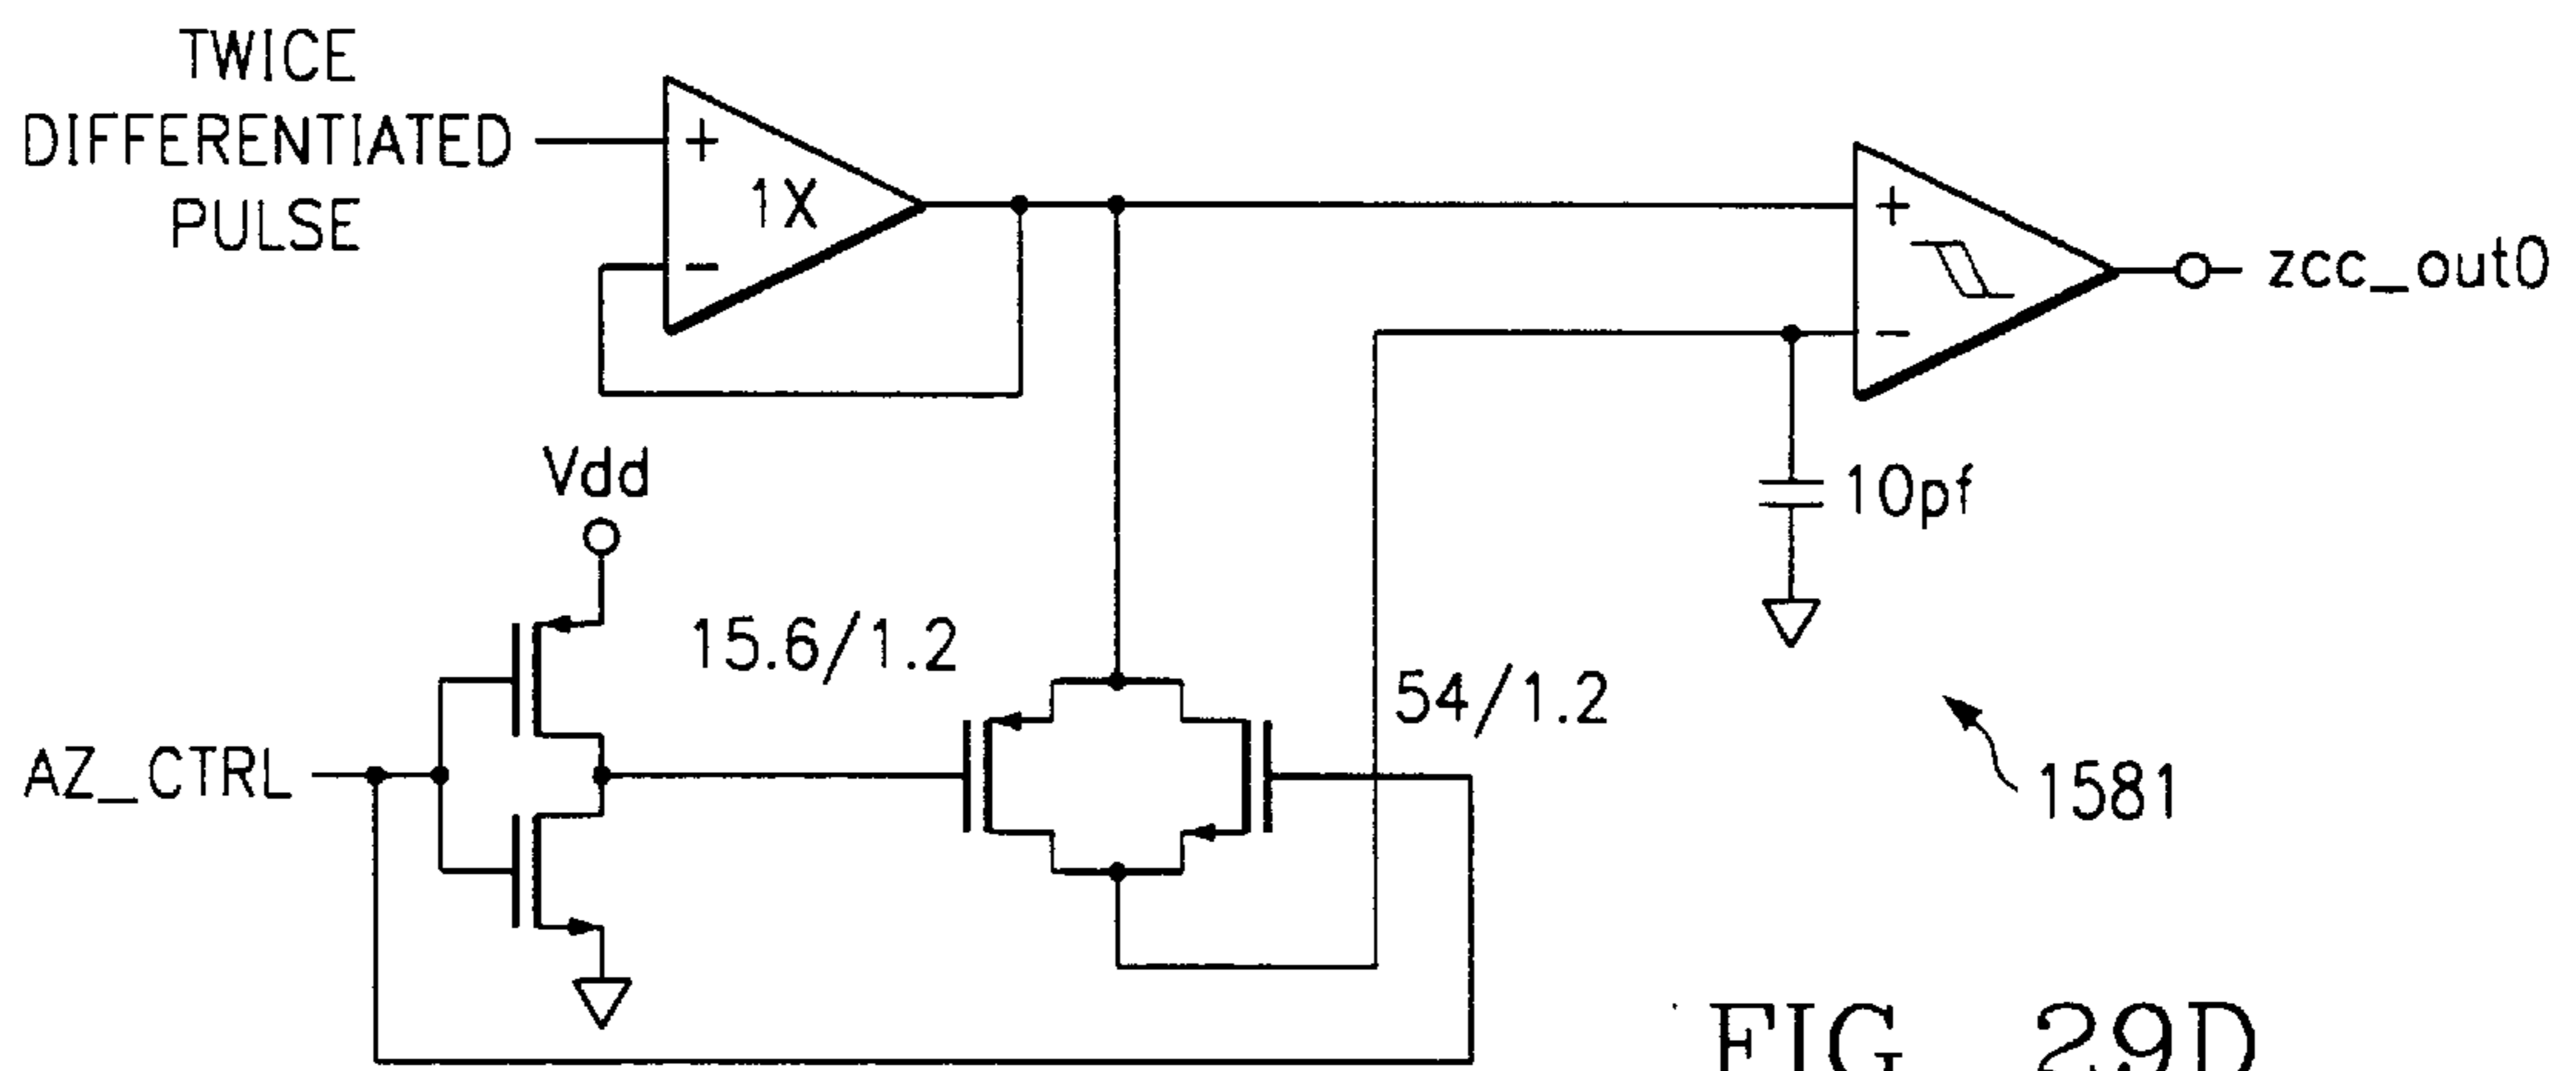 TWICE
DIFFERENTIATED
PULSE
+
1X
-
+
-
zcc_out0
Vdd
10pf
15.6/1.2
54/1.2
AZ_CTRL
1581
FIG. 29D